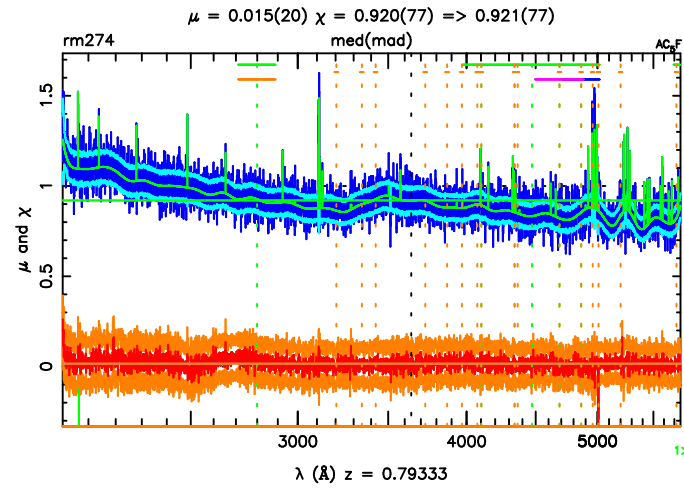 μ = 0.015(20) χ = 0.920(77) => 0.921(77)
rm274 med(mad) AC₅F
1.5
1
0.5
0
μ and χ
3000 4000 5000
λ (Å) z = 0.79333